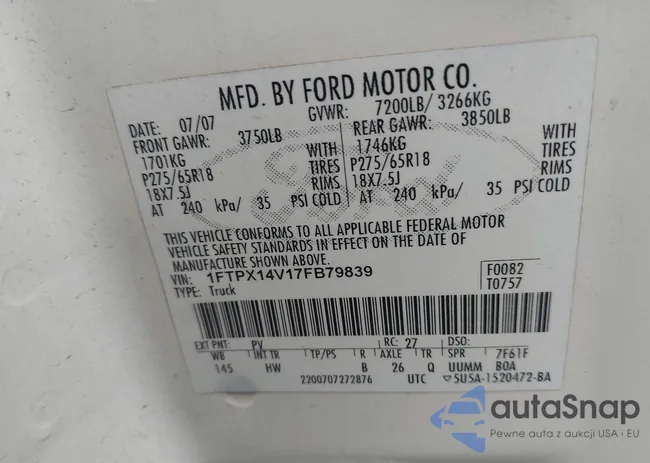 MFD. BY FORD MOTOR CO.
DATE: 07/07 GVWR: 7200LB/ 3266KG
FRONT GAWR: 3750LB REAR GAWR: 3850LB
1701KG WITH 1746KG WITH
P275/65R18 TIRES P275/65R18 TIRES
18X7.5J RIMS 18X7.5J RIMS
AT 240 kPa/ 35 PSI COLD AT 240 kPa/ 35 PSI COLD
THIS VEHICLE CONFORMS TO ALL APPLICABLE FEDERAL MOTOR
VEHICLE SAFETY STANDARDS IN EFFECT ON THE DATE OF
MANUFACTURE SHOWN ABOVE.
VIN: 1FTPX14V17FB79839 F0082
TYPE: Truck T0757
EXT PNT: PV RC: 27 DSO:
WB INT TR TP/PS R AXLE TR SPR 7F61F
145 HW B 26 Q UUMM BOA
2200707272876 UTC ▽5U5A-1520472-BA
Ford
autaSnap
Pewne auta z aukcji USA i EU